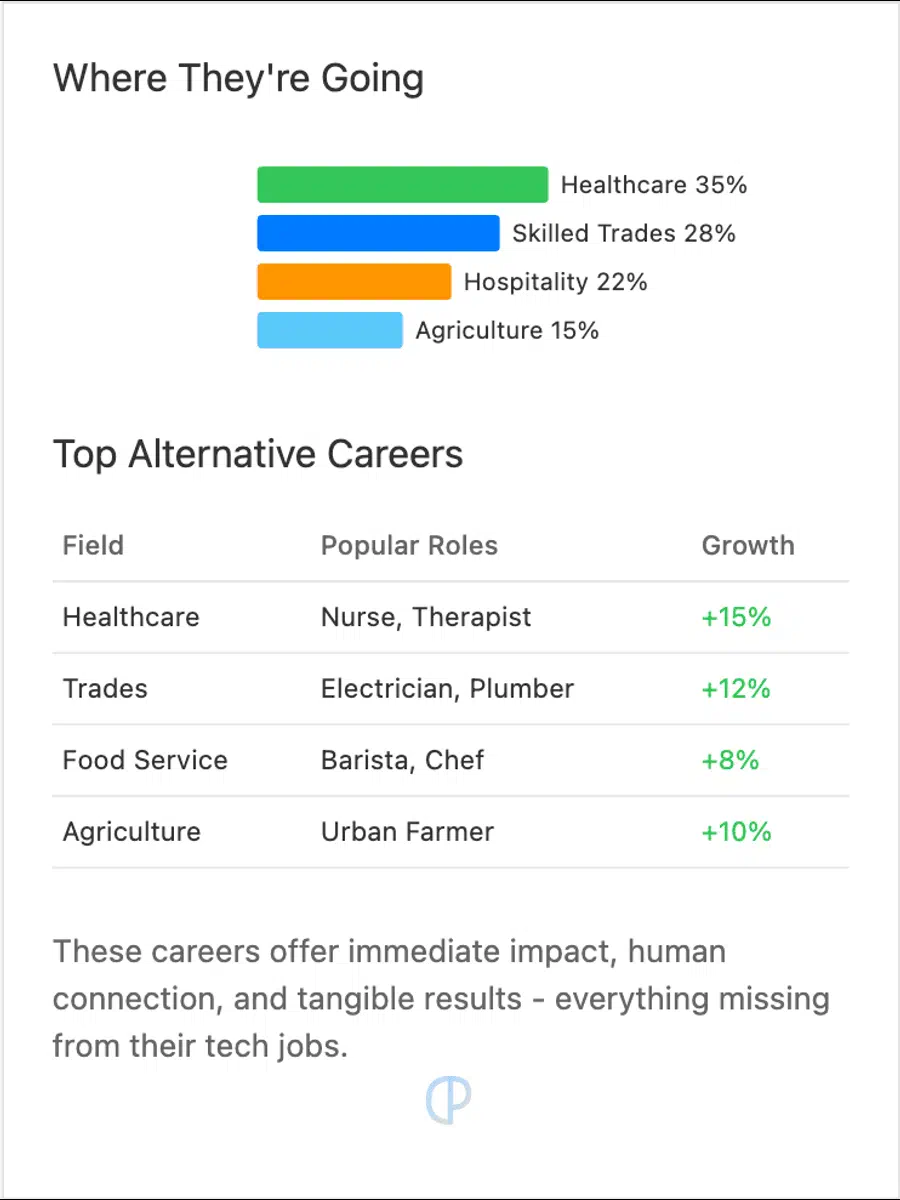 Where They're Going
Healthcare 35%
Skilled Trades 28%
Hospitality 22%
Agriculture 15%
Top Alternative Careers
Field Popular Roles Growth
Healthcare Nurse, Therapist +15%
Trades Electrician, Plumber +12%
Food Service Barista, Chef +8%
Agriculture Urban Farmer +10%
These careers offer immediate impact, human
connection, and tangible results - everything missing
from their tech jobs.